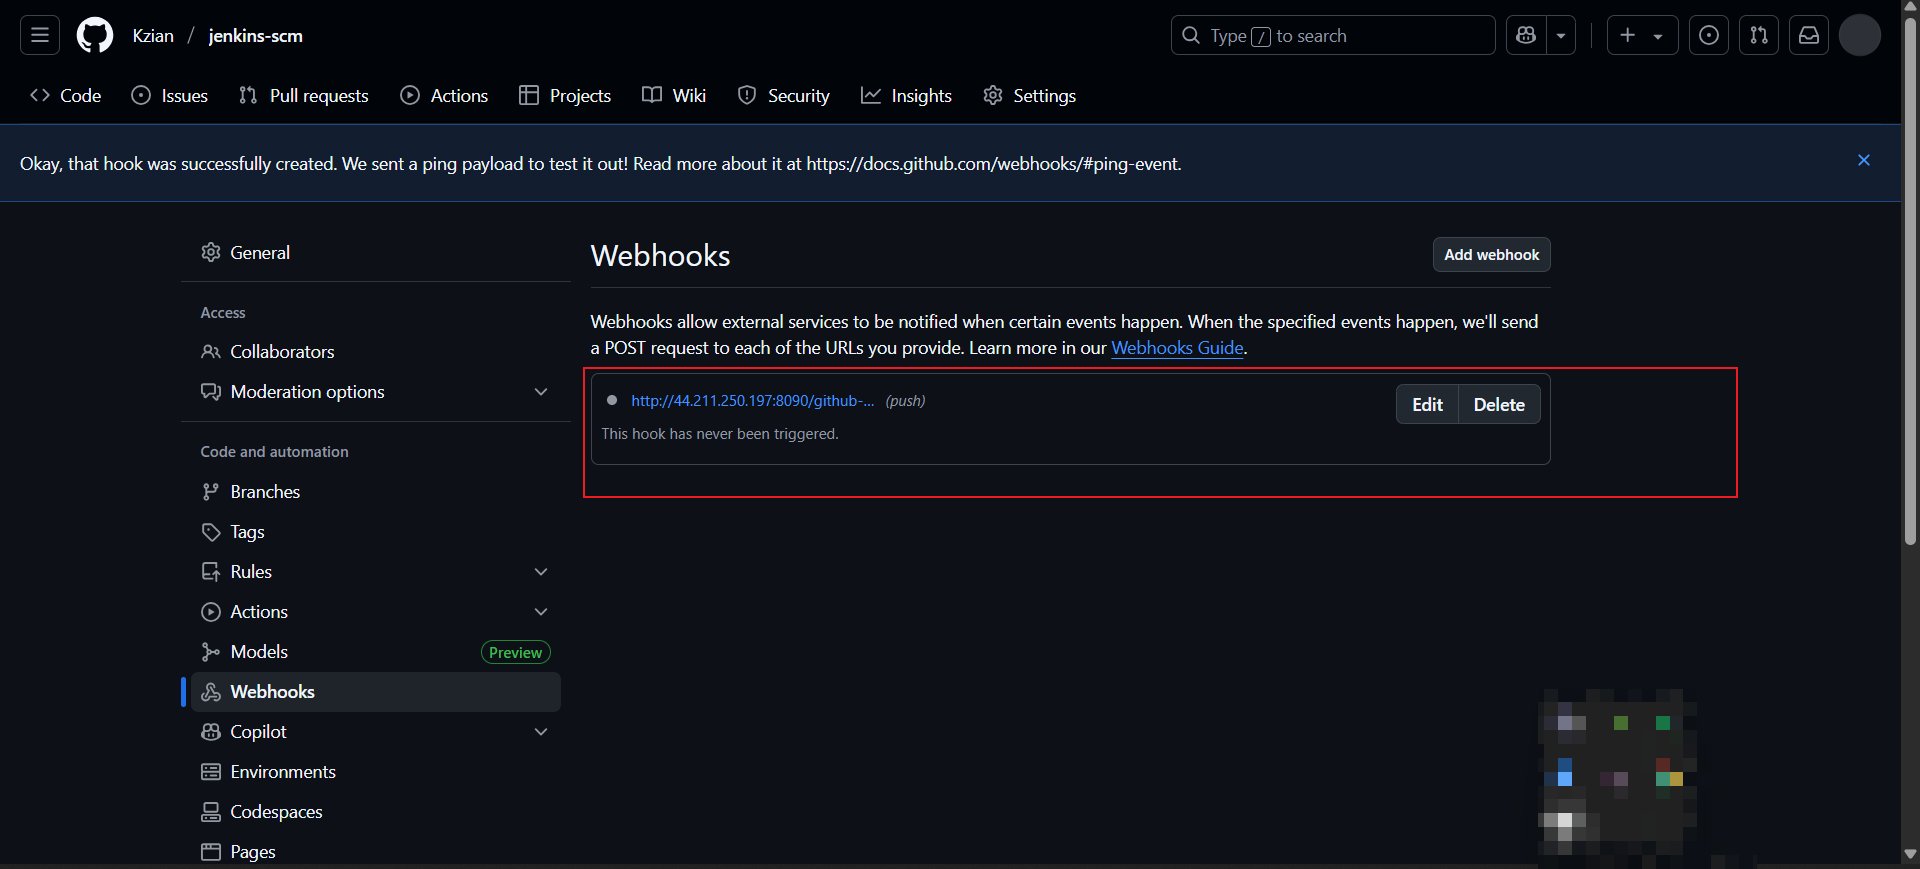 Kzian / jenkins-scm
Type / to search
Code Issues Pull requests Actions Projects Wiki Security Insights Settings
Okay, that hook was successfully created. We sent a ping payload to test it out! Read more about it at https://docs.github.com/webhooks/#ping-event.
General
Access
Collaborators
Moderation options
Code and automation
Branches
Tags
Rules
Actions
Models Preview
Webhooks
Copilot
Environments
Codespaces
Pages
Webhooks
Add webhook
Webhooks allow external services to be notified when certain events happen. When the specified events happen, we'll send
a POST request to each of the URLs you provide. Learn more in our Webhooks Guide.
http://44.211.250.197:8090/github-... (push)
Edit Delete
This hook has never been triggered.